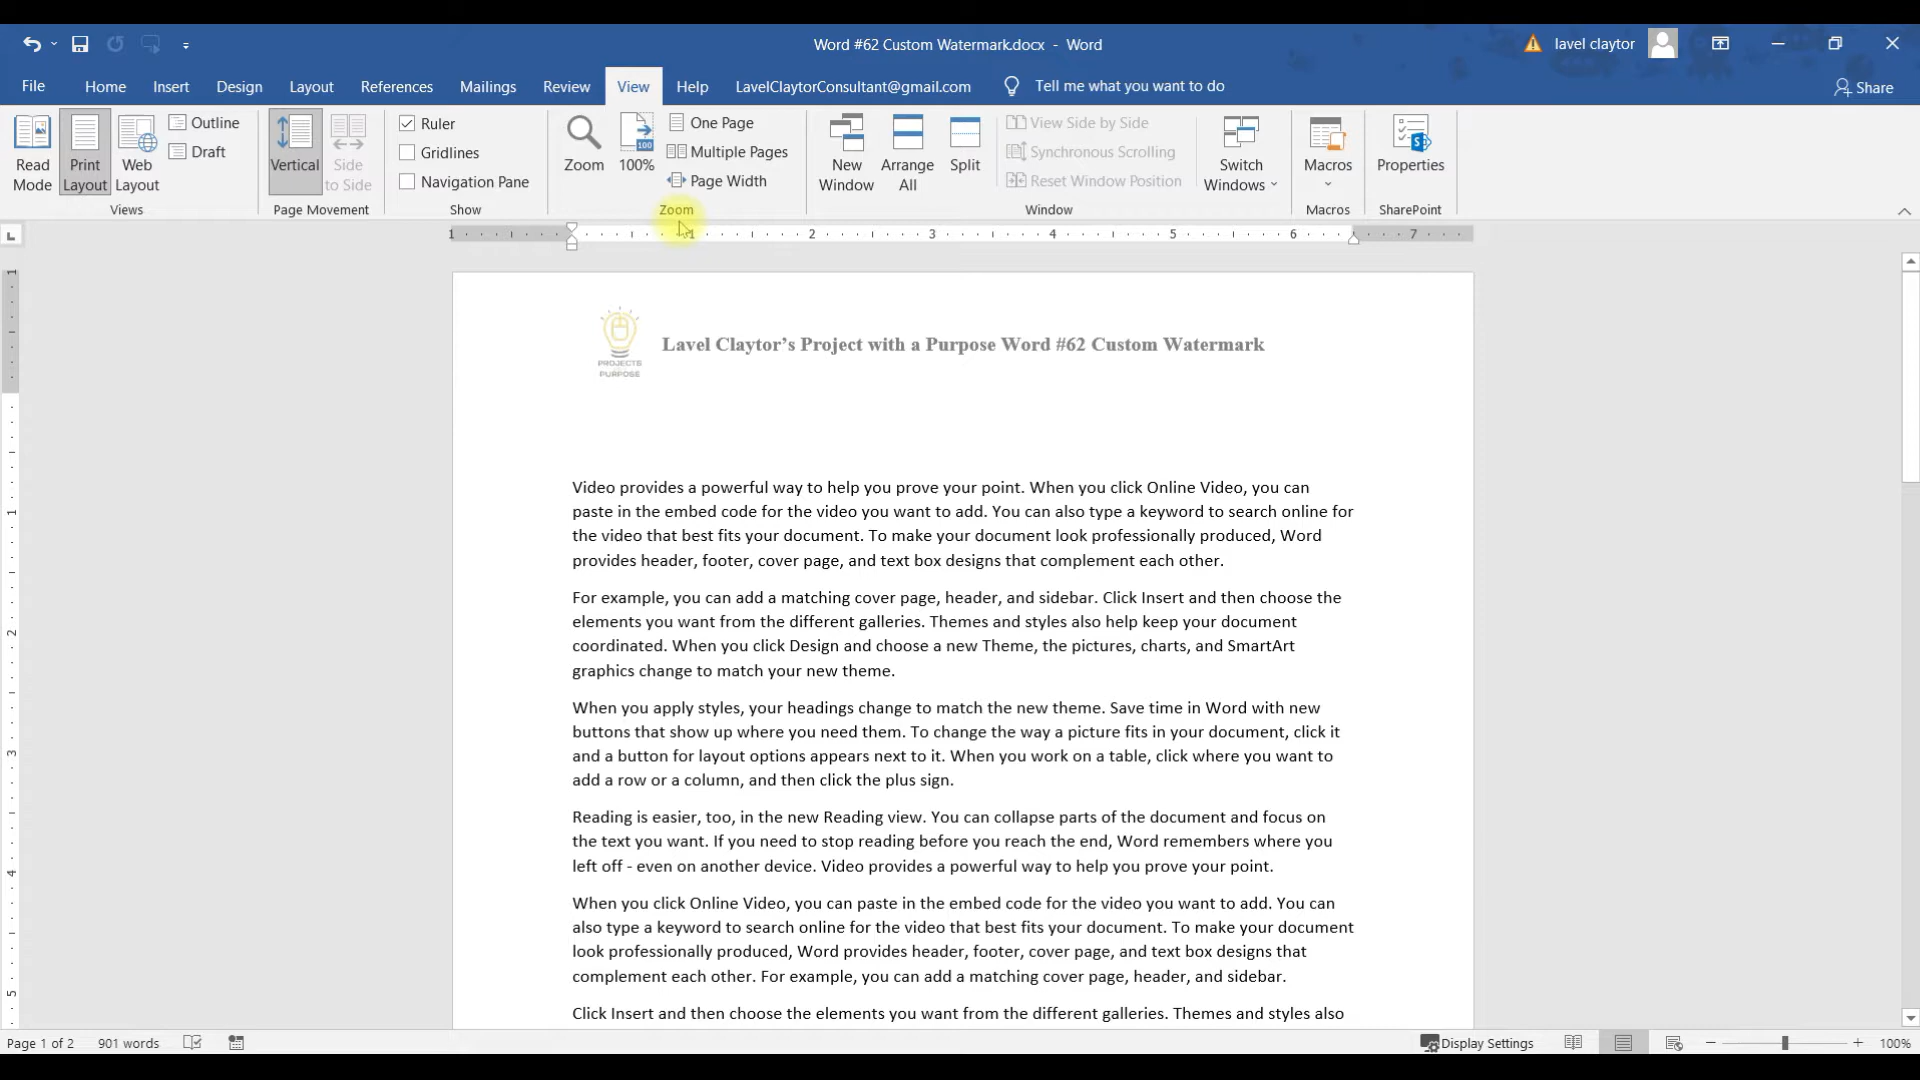 Word #62 Custom Watermark.docx - Word
lavel claytor
File Home Insert Design Layout References Mailings Review View Help LavelClaytorConsultant@gmail.com Tell me what you want to do Share
Read Mode
Print Layout
Web Layout
Outline
Draft
Views
Vertical
Side to Side
Page Movement
Ruler
Gridlines
Navigation Pane
Show
Zoom
100
100%
One Page
Multiple Pages
Page Width
Zoom
New Window
Arrange All
Split
View Side by Side
Synchronous Scrolling
Reset Window Position
Switch Windows
Window
Macros
Macros
Properties
SharePoint
L
1 1 2 3 4 5 6 7
1
1
2
3
4
5
PROJECTS
PURPOSE
Lavel Claytor’s Project with a Purpose Word #62 Custom Watermark
Video provides a powerful way to help you prove your point. When you click Online Video, you can
paste in the embed code for the video you want to add. You can also type a keyword to search online for
the video that best fits your document. To make your document look professionally produced, Word
provides header, footer, cover page, and text box designs that complement each other.
For example, you can add a matching cover page, header, and sidebar. Click Insert and then choose the
elements you want from the different galleries. Themes and styles also help keep your document
coordinated. When you click Design and choose a new Theme, the pictures, charts, and SmartArt
graphics change to match your new theme.
When you apply styles, your headings change to match the new theme. Save time in Word with new
buttons that show up where you need them. To change the way a picture fits in your document, click it
and a button for layout options appears next to it. When you work on a table, click where you want to
add a row or a column, and then click the plus sign.
Reading is easier, too, in the new Reading view. You can collapse parts of the document and focus on
the text you want. If you need to stop reading before you reach the end, Word remembers where you
left off - even on another device. Video provides a powerful way to help you prove your point.
When you click Online Video, you can paste in the embed code for the video you want to add. You can
also type a keyword to search online for the video that best fits your document. To make your document
look professionally produced, Word provides header, footer, cover page, and text box designs that
complement each other. For example, you can add a matching cover page, header, and sidebar.
Click Insert and then choose the elements you want from the different galleries. Themes and styles also
Page 1 of 2 901 words Display Settings 100%